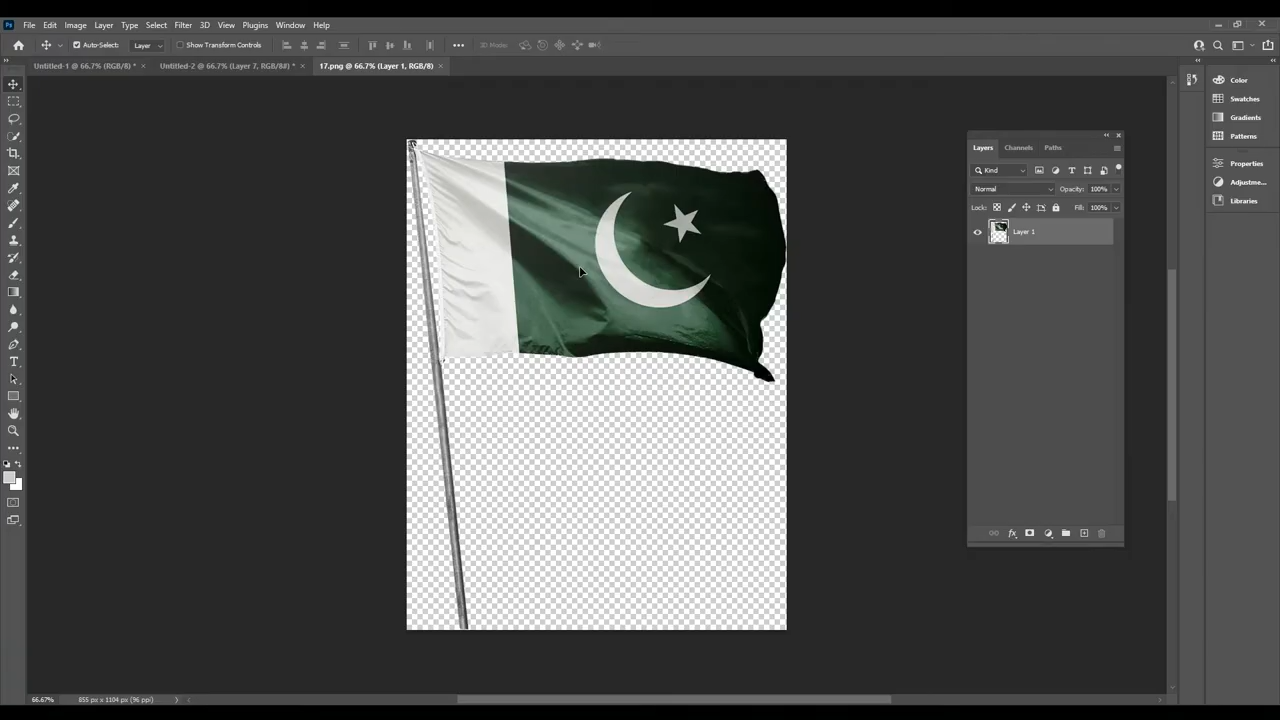 Ps File Edit Image Layer Type Select Filter 3D View Plugins Window Help
Auto-Select: Layer Show Transform Controls 3D Mode:
Untitled-1 @ 66.7% (RGB/8) * Untitled-2 @ 66.7% (Layer 7, RGB/8#) * 17.png @ 66.7% (Layer 1, RGB/8)
Color
Swatches
Gradients
Patterns
Properties
Adjustme...
Libraries
Layers Channels Paths
Kind
Normal Opacity: 100%
Lock: Fill: 100%
Layer 1
fx
66.67% 855 px x 1104 px (96 ppi)